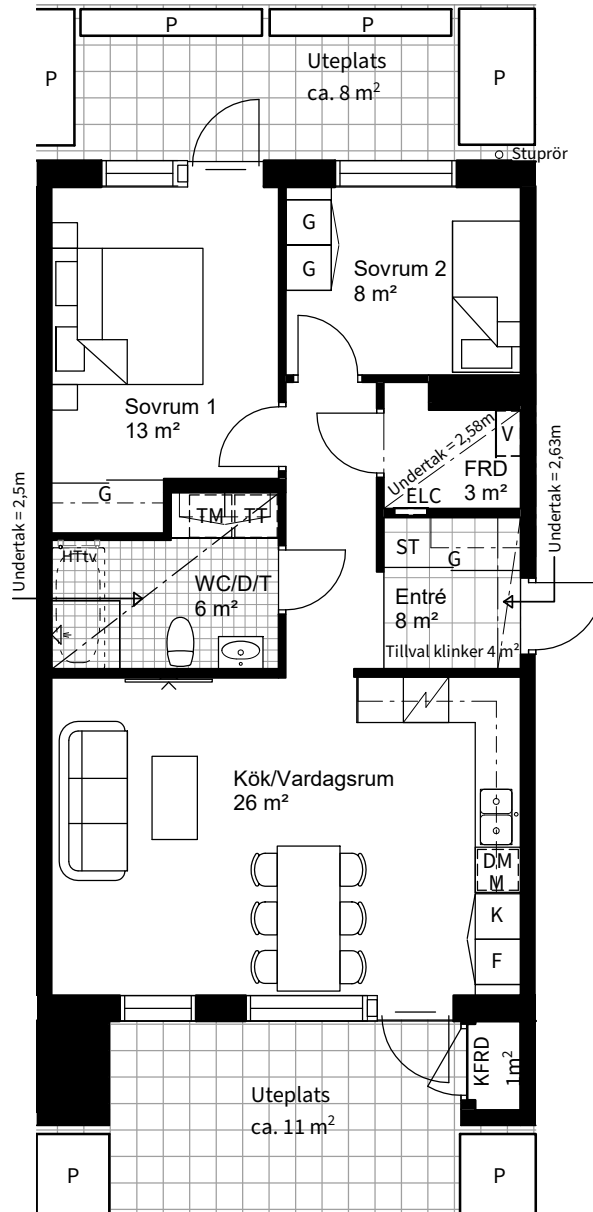 P
P
P
P
Uteplats
ca. 8 m²
Stuprör
G
G
Sovrum 2
8 m²
Sovrum 1
13 m²
Undertak = 2,58m
V
FRD
3 m²
Undertak = 2,63m
Undertak = 2,5m
G
TM
TT
ELC
ST
G
HTtv
WC/D/T
6 m²
Entré
8 m²
Tillval klinker 4 m²
Kök/Vardagsrum
26 m²
DM
M
K
F
KFRD
1m²
Uteplats
ca. 11 m²
P
P